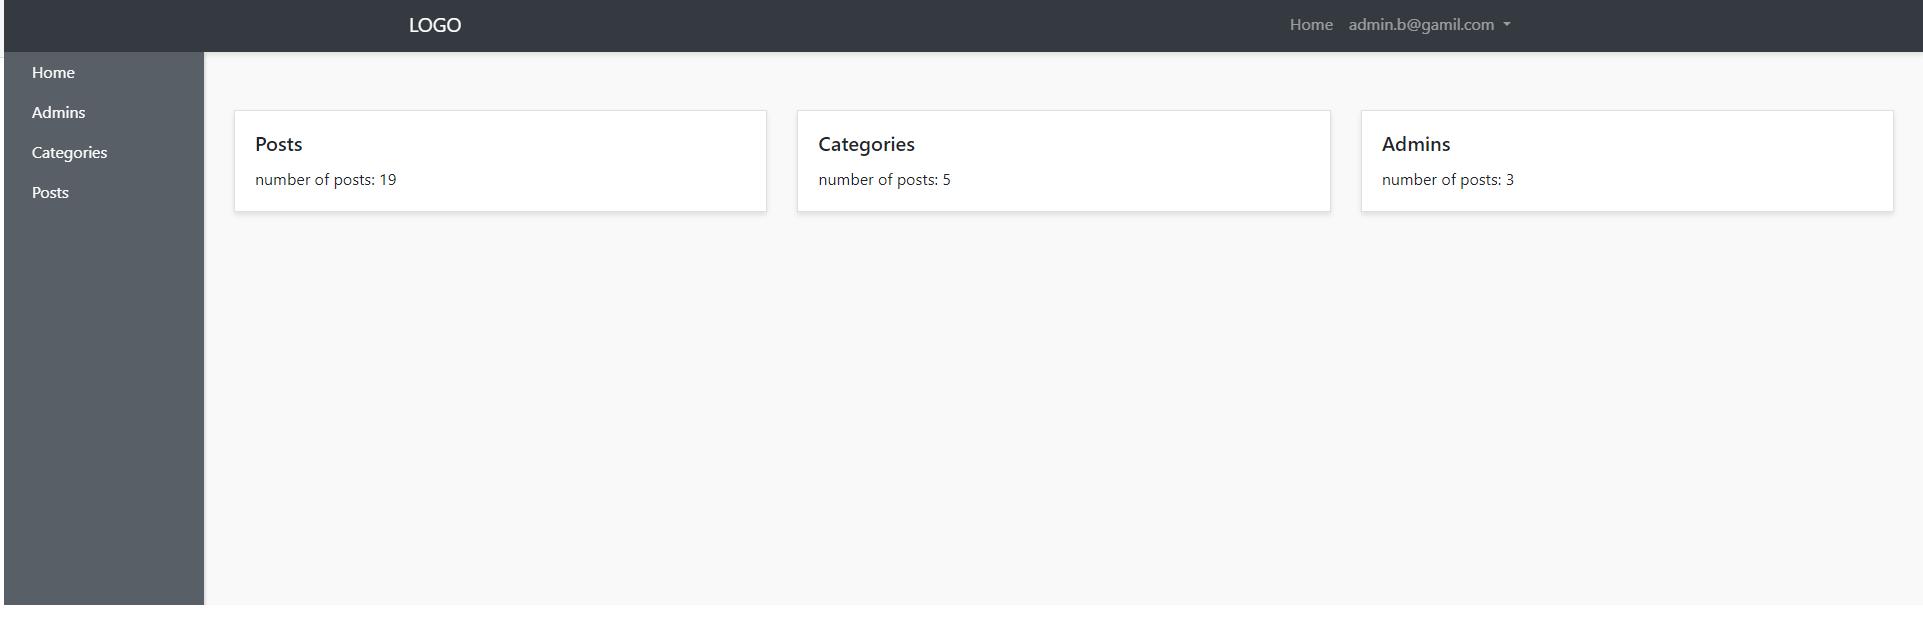 LOGO
Home admin.b@gamil.com
Home
Admins
Categories
Posts
Posts
number of posts: 19
Categories
number of posts: 5
Admins
number of posts: 3